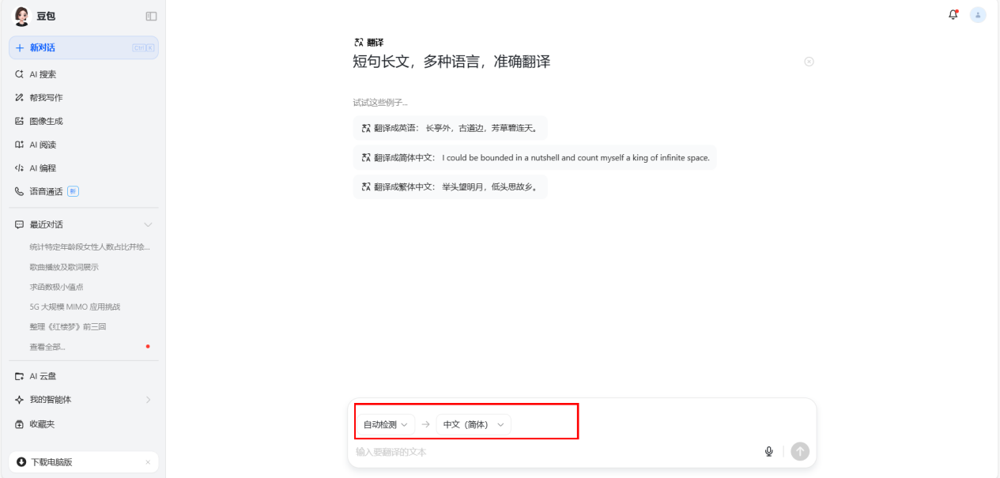 豆包
新对话
Ctrl K
AI 搜索
帮我写作
图像生成
AI 阅读
AI 编程
语音通话 新
最近对话
统计特定年龄段女性人数占比并绘...
歌曲播放及歌词展示
求函数极小值点
5G 大规模 MIMO 应用挑战
整理《红楼梦》前三回
查看全部...
AI 云盘
我的智能体
收藏夹
下载电脑版
翻译
短句长文，多种语言，准确翻译
试试这些例子...
翻译成英语： 长亭外，古道边，芳草碧连天。
翻译成简体中文： I could be bounded in a nutshell and count myself a king of infinite space.
翻译成繁体中文： 举头望明月，低头思故乡。
自动检测 → 中文（简体）
输入要翻译的文本